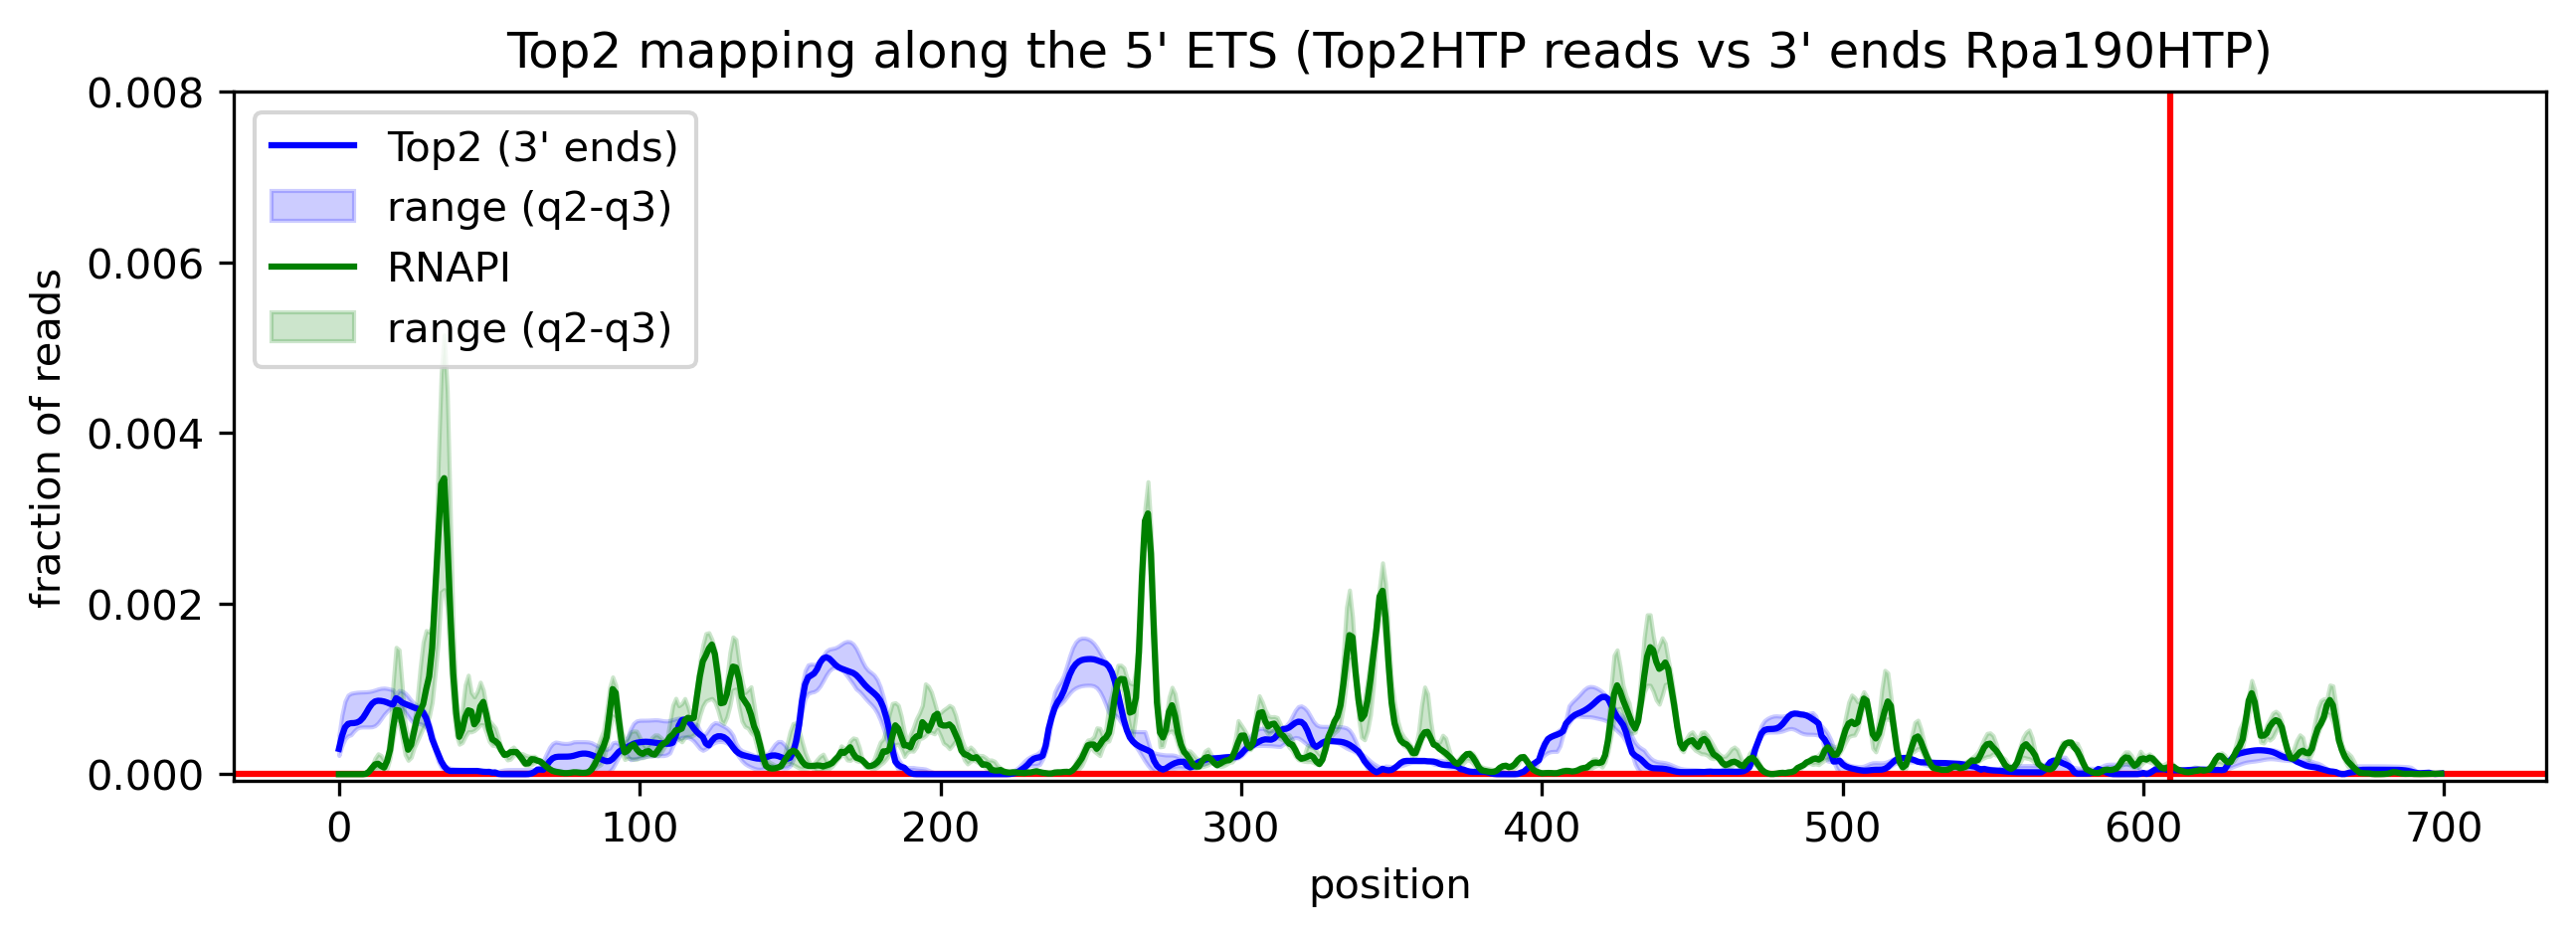 Top2 mapping along the 5' ETS (Top2HTP reads vs 3' ends Rpa190HTP)
0.008
0.006
0.004
0.002
0.000
fraction of reads
Top2 (3' ends)
range (q2-q3)
RNAPI
range (q2-q3)
0 100 200 300 400 500 600 700
position